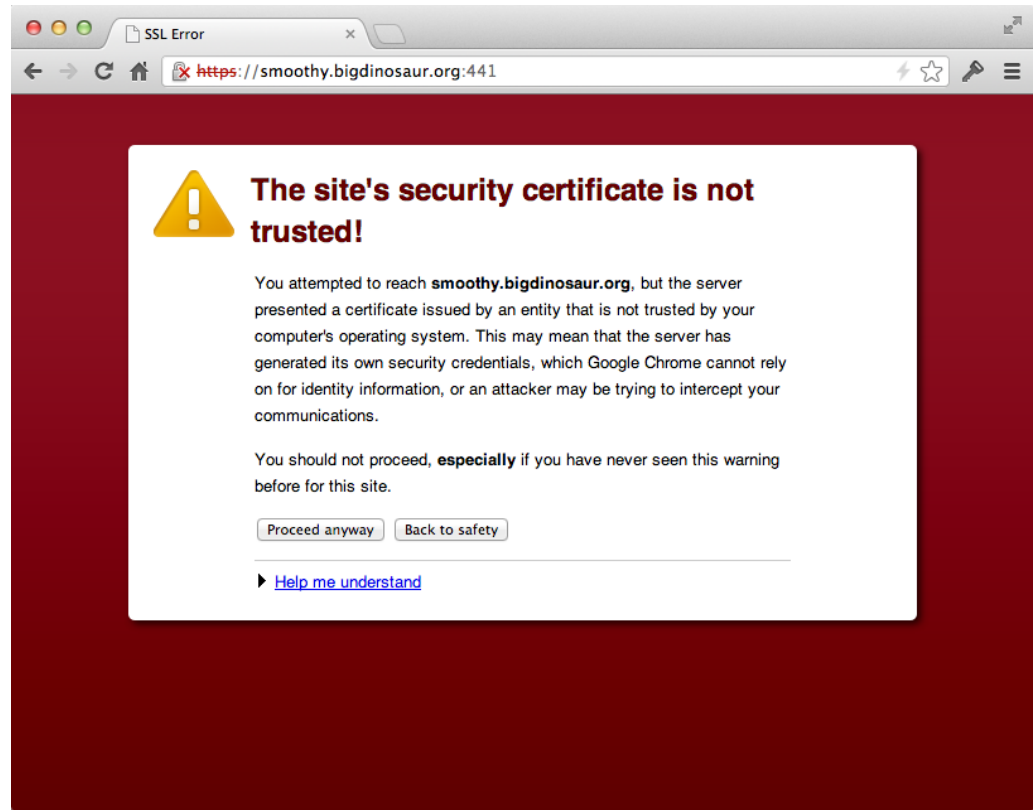 SSL Error
https://smoothy.bigdinosaur.org:441
The site's security certificate is not
trusted!
You attempted to reach smoothy.bigdinosaur.org, but the server
presented a certificate issued by an entity that is not trusted by your
computer's operating system. This may mean that the server has
generated its own security credentials, which Google Chrome cannot rely
on for identity information, or an attacker may be trying to intercept your
communications.
You should not proceed, especially if you have never seen this warning
before for this site.
Proceed anyway Back to safety
Help me understand